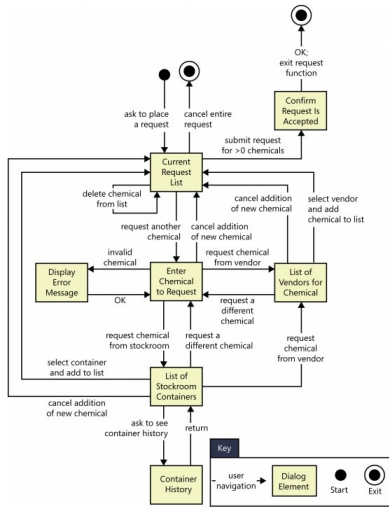 OK;
exit request
function
Confirm
Request Is
Accepted
ask to place
a request
cancel entire
request
submit request
for >0 chemicals
Current
Request
List
delete chemical
from list
cancel addition
of new chemical
select vendor
and add
chemical to list
request another
chemical
cancel addition
of new chemical
invalid
chemical
request chemical
from vendor
Display
Error
Message
Enter
Chemical
to Request
List of
Vendors for
Chemical
OK
request a
different
chemical
request chemical
from stockroom
request a
different chemical
request
chemical
from vendor
select container
and add to list
List of
Stockroom
Containers
cancel addition
of new chemical
ask to see
container history
return
Container
History
Key
user
navigation
Dialog
Element
Start
Exit